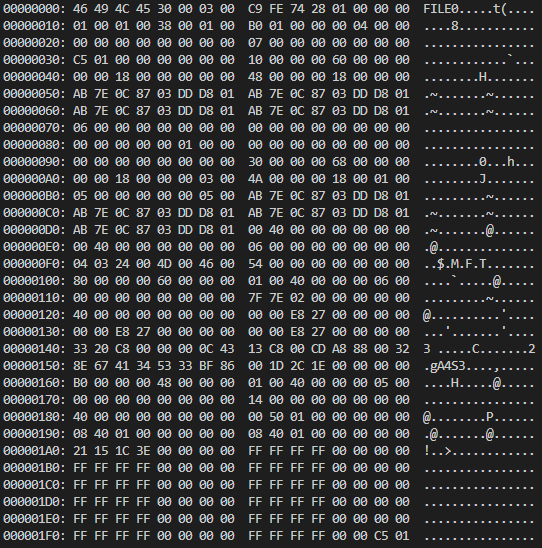 00000000: 46 49 4C 45 30 00 03 00 C9 FE 74 28 01 00 00 00 FILE0.....t(....
00000010: 01 00 01 00 38 00 01 00 B0 01 00 00 00 04 00 00 ....8...........
00000020: 00 00 00 00 00 00 00 00 07 00 00 00 00 00 00 00 ................
00000030: C5 01 00 00 00 00 00 00 10 00 00 00 60 00 00 00 ............`...
00000040: 00 00 18 00 00 00 00 00 48 00 00 00 18 00 00 00 ........H.......
00000050: AB 7E 0C 87 03 DD D8 01 AB 7E 0C 87 03 DD D8 01 .~.......~......
00000060: AB 7E 0C 87 03 DD D8 01 AB 7E 0C 87 03 DD D8 01 .~.......~......
00000070: 06 00 00 00 00 00 00 00 00 00 00 00 00 00 00 00 ................
00000080: 00 00 00 00 00 01 00 00 00 00 00 00 00 00 00 00 ................
00000090: 00 00 00 00 00 00 00 00 30 00 00 00 68 00 00 00 ........0...h...
000000A0: 00 00 18 00 00 00 03 00 4A 00 00 00 18 00 01 00 ........J.......
000000B0: 05 00 00 00 00 00 05 00 AB 7E 0C 87 03 DD D8 01 .........~......
000000C0: AB 7E 0C 87 03 DD D8 01 AB 7E 0C 87 03 DD D8 01 .~.......~......
000000D0: AB 7E 0C 87 03 DD D8 01 00 40 00 00 00 00 00 00 .~.......@......
000000E0: 00 40 00 00 00 00 00 00 06 00 00 00 00 00 00 00 .@..............
000000F0: 04 03 24 00 4D 00 46 00 54 00 00 00 00 00 00 00 ..$.M.F.T.......
00000100: 80 00 00 00 60 00 00 00 01 00 40 00 00 00 06 00 ....`.....@.....
00000110: 00 00 00 00 00 00 00 00 7F 7E 02 00 00 00 00 00 .........~......
00000120: 40 00 00 00 00 00 00 00 00 00 E8 27 00 00 00 00 @..........'....
00000130: 00 00 E8 27 00 00 00 00 00 00 E8 27 00 00 00 00 ...'.......'....
00000140: 33 20 C8 00 00 00 0C 43 13 C8 00 CD A8 88 00 32 3 .....C.......2
00000150: 8E 67 41 34 53 33 BF 86 00 1D 2C 1E 00 00 00 00 .gA4S3....,.....
00000160: B0 00 00 00 48 00 00 00 01 00 40 00 00 00 05 00 ....H.....@.....
00000170: 00 00 00 00 00 00 00 00 14 00 00 00 00 00 00 00 ................
00000180: 40 00 00 00 00 00 00 00 00 50 01 00 00 00 00 00 @........P......
00000190: 08 40 01 00 00 00 00 00 08 40 01 00 00 00 00 00 .@.......@......
000001A0: 21 15 1C 3E 00 00 00 00 FF FF FF FF 00 00 00 00 !..>............
000001B0: FF FF FF FF 00 00 00 00 FF FF FF FF 00 00 00 00 ................
000001C0: FF FF FF FF 00 00 00 00 FF FF FF FF 00 00 00 00 ................
000001D0: FF FF FF FF 00 00 00 00 FF FF FF FF 00 00 00 00 ................
000001E0: FF FF FF FF 00 00 00 00 FF FF FF FF 00 00 00 00 ................
000001F0: FF FF FF FF 00 00 00 00 FF FF FF FF 00 00 C5 01 ................